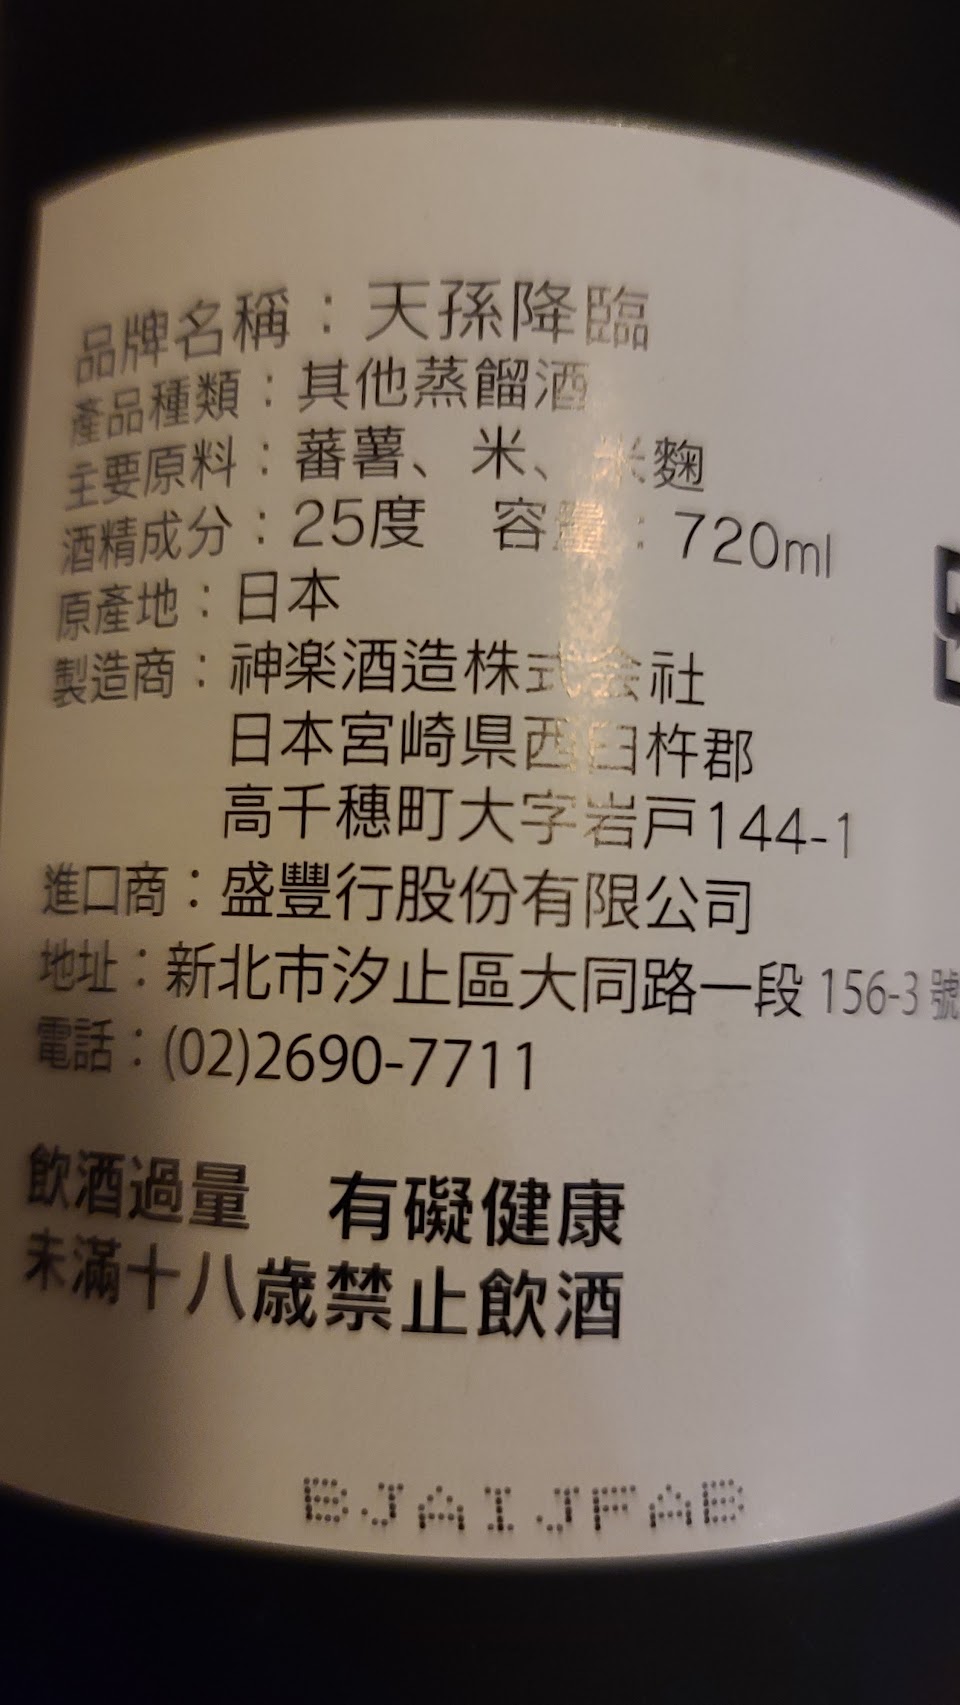 品牌名稱：天孫降臨
產品種類：其他蒸餾酒
主要原料：蕃薯、米、米麴
酒精成分：25度 容量：720ml
原產地：日本
製造商：神楽酒造株式会社
日本宮崎県西臼杵郡
高千穗町大字岩戸144-1
進口商：盛豐行股份有限公司
地址：新北市汐止區大同路一段 156-3 號
電話：(02)2690-7711
飲酒過量 有礙健康
未滿十八歲禁止飲酒
BJAIJFAB